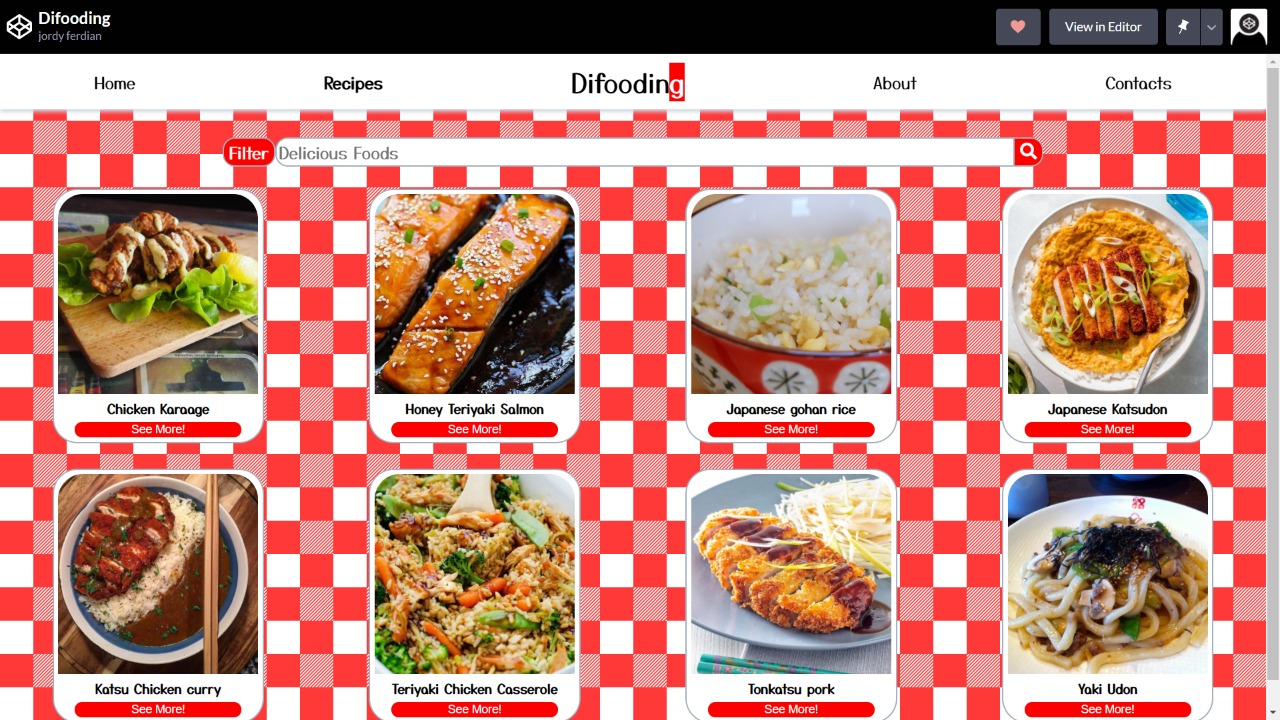 Difooding
jordy ferdian
View in Editor
Home
Recipes
Difooding
About
Contacts
Filter
Delicious Foods
Chicken Karaage
See More!
Honey Teriyaki Salmon
See More!
Japanese gohan rice
See More!
Japanese Katsudon
See More!
Katsu Chicken curry
See More!
Teriyaki Chicken Casserole
See More!
Tonkatsu pork
See More!
Yaki Udon
See More!